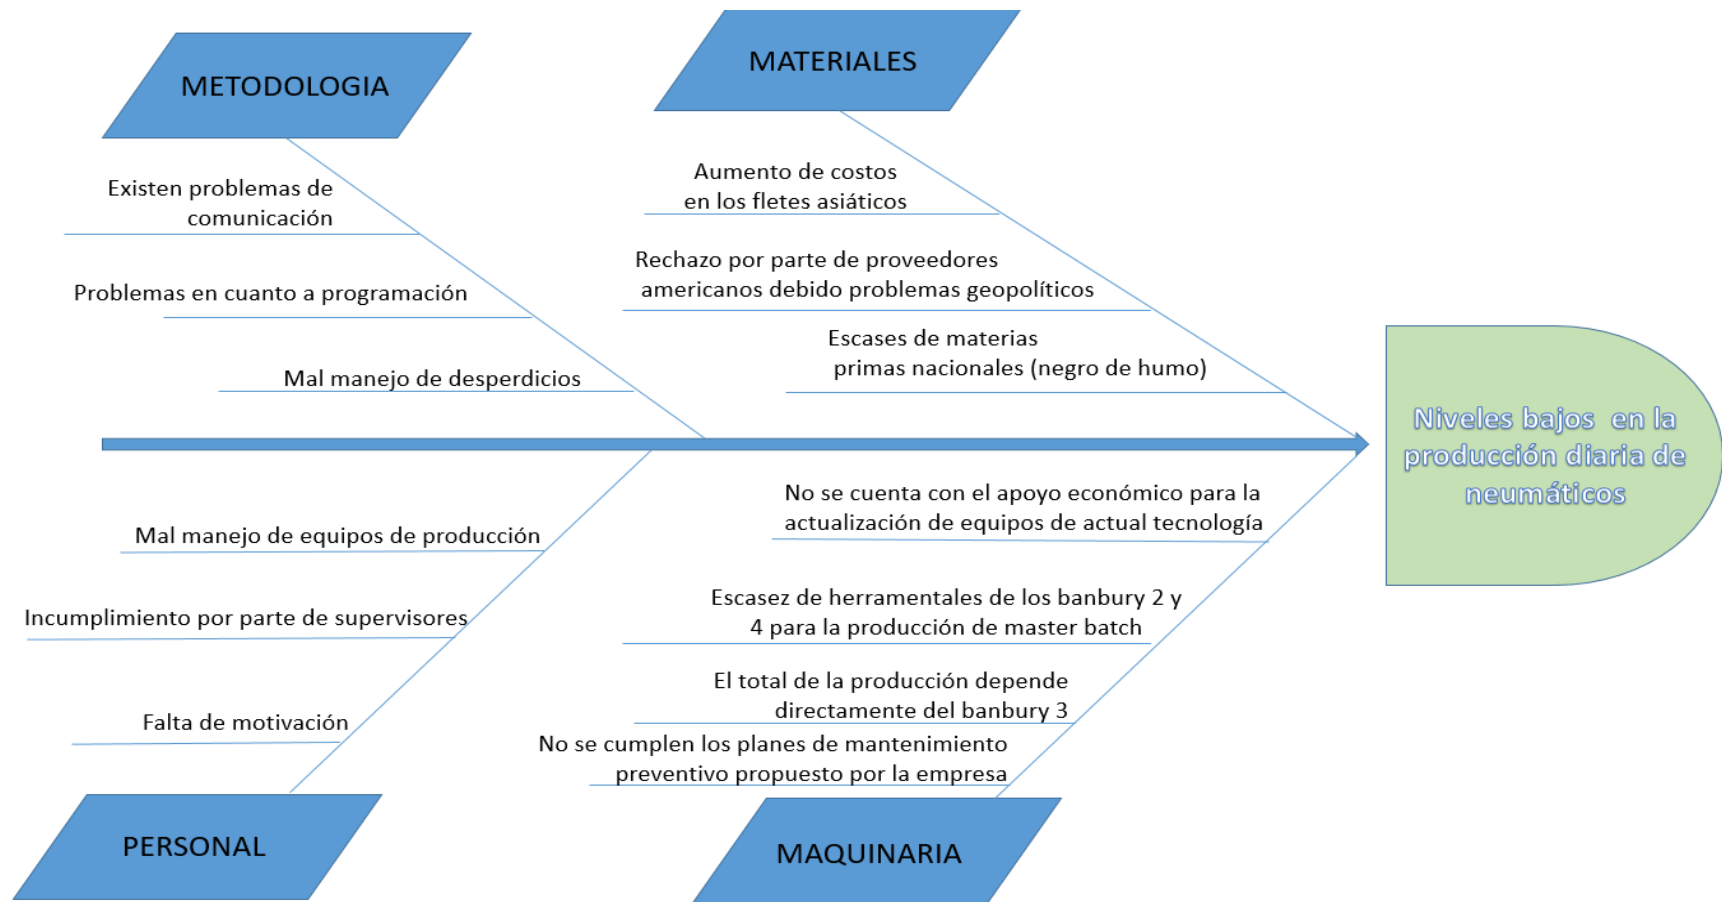 METODOLOGIA
Existen problemas de
comunicación
Problemas en cuanto a programación
Mal manejo de desperdicios
MATERIALES
Aumento de costos
en los fletes asiáticos
Rechazo por parte de proveedores
americanos debido problemas geopolíticos
Escases de materias
primas nacionales (negro de humo)
Niveles bajos en la
producción diaria de
neumáticos
Mal manejo de equipos de producción
Incumplimiento por parte de supervisores
Falta de motivación
PERSONAL
No se cuenta con el apoyo económico para la
actualización de equipos de actual tecnología
Escasez de herramentales de los banbury 2 y
4 para la producción de master batch
El total de la producción depende
directamente del banbury 3
No se cumplen los planes de mantenimiento
preventivo propuesto por la empresa
MAQUINARIA